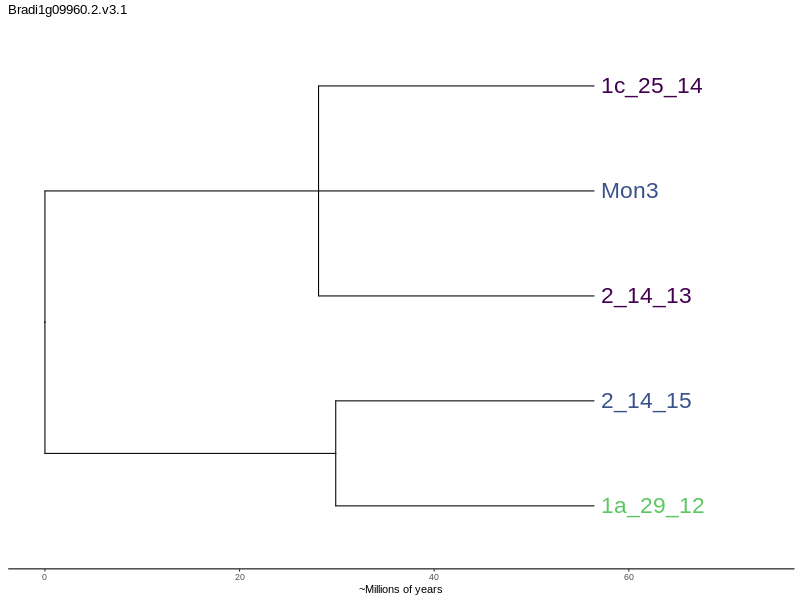 Bradi1g09960.2.v3.1
1c_25_14
Mon3
2_14_13
2_14_15
1a_29_12
0 20 40 60
~Millions of years